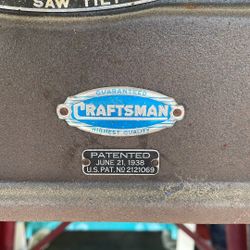 SAW TILT
GUARANTEED
CRAFTSMAN
HIGHEST QUALITY
PATENTED
JUNE 21, 1938
U.S. PAT. NO 2121069